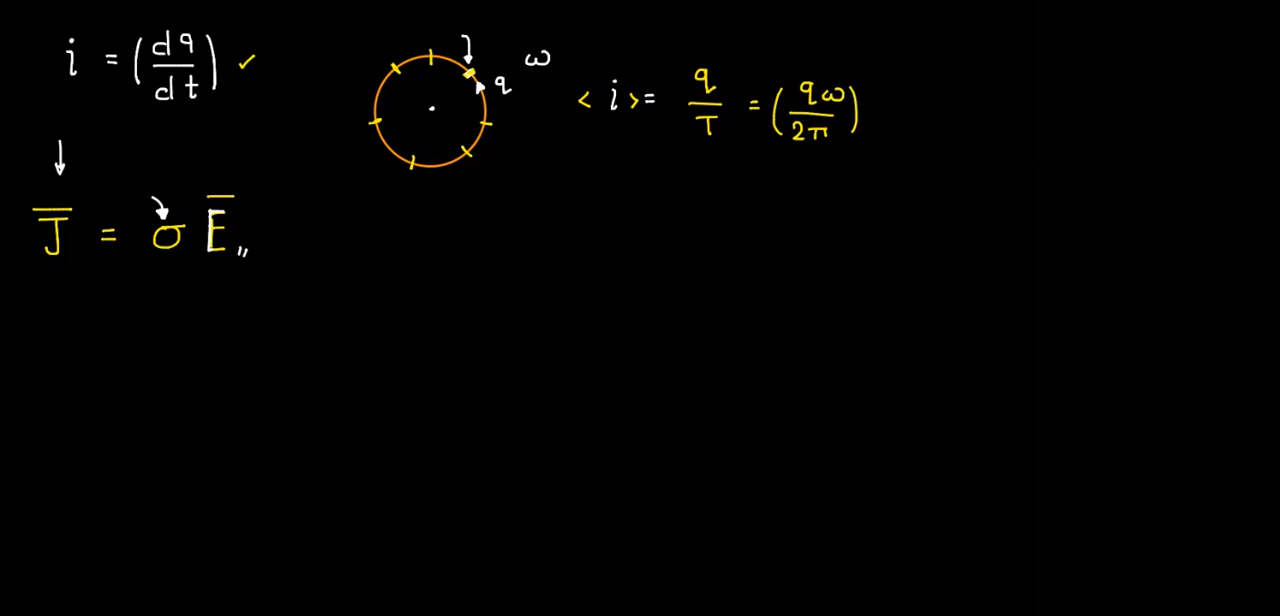 i = (dq/dt) ✓
q ω
<i> = q/T = (qω/2π)
J̅ = σ E̅ ,,